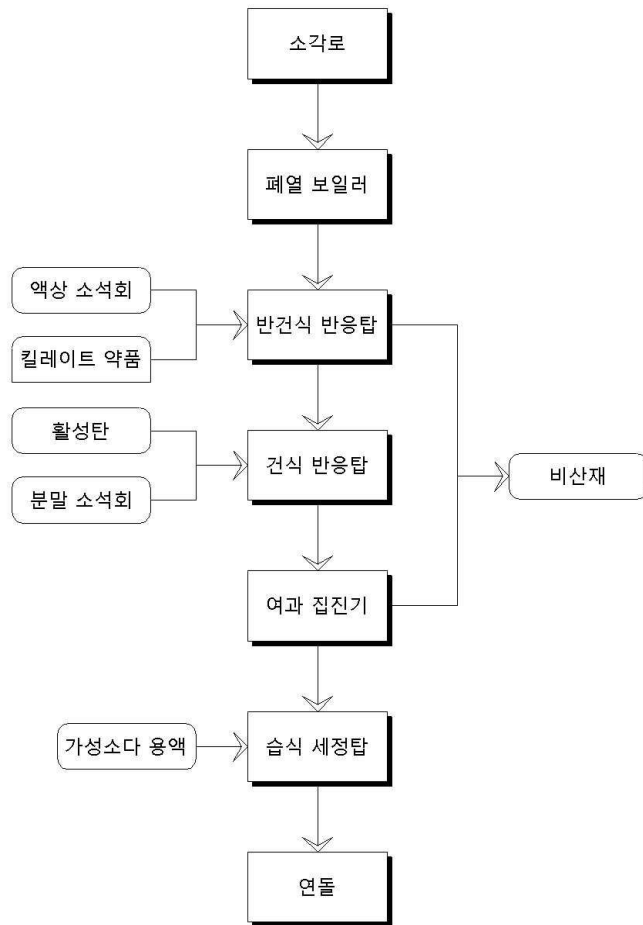 소각로
폐열 보일러
액상 소석회
반건식 반응탑
킬레이트 약품
활성탄
건식 반응탑
비산재
분말 소석회
여과 집진기
가성소다 용액
습식 세정탑
연돌